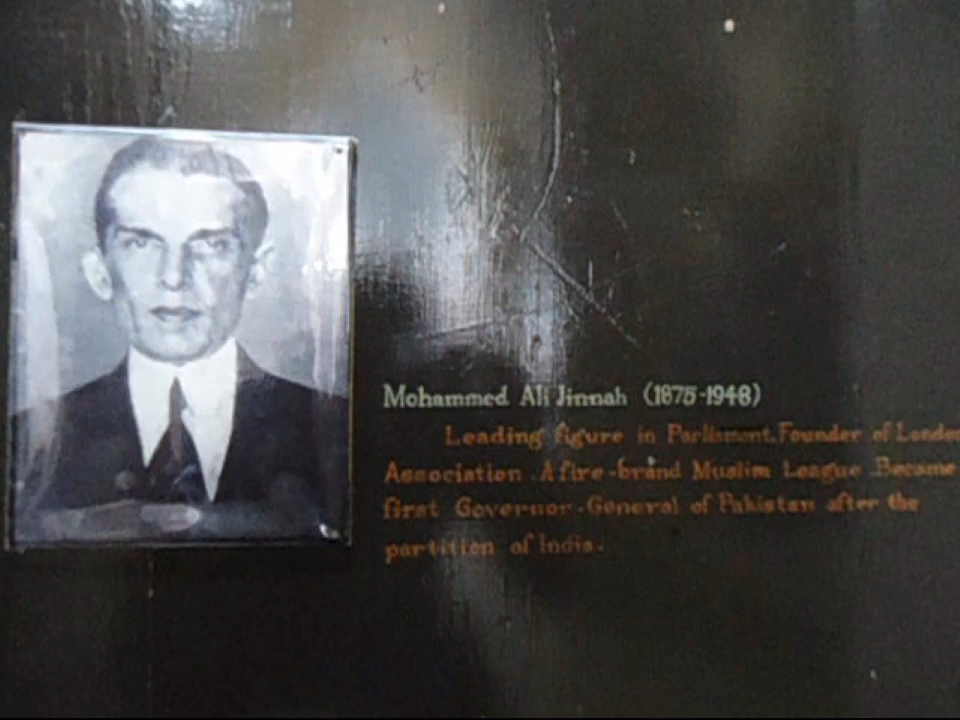 Mohammed Ali Jinnah (1875-1948)
Leading figure in Parliament. Founder of
Association. A fire-brand Muslim League Became
first Governor-General of Pakistan after the
partition of India.